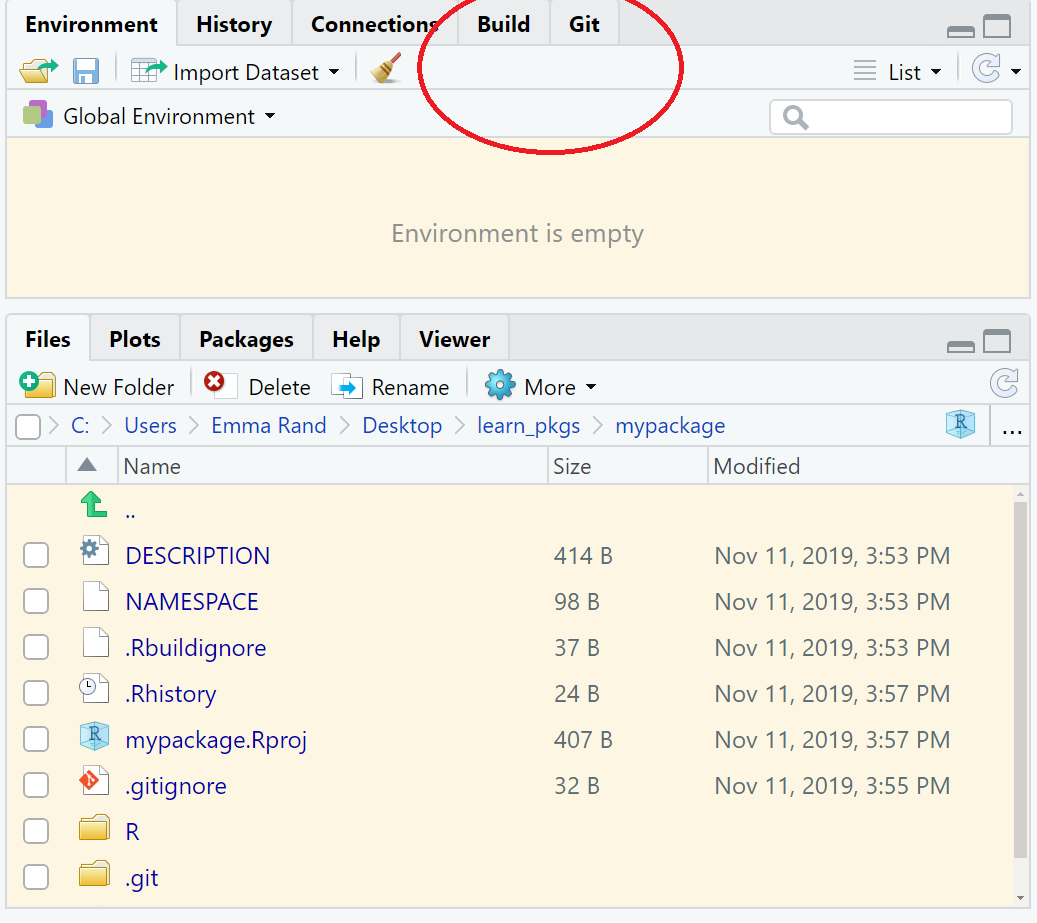 Environment History Connections Build Git
Import Dataset List
Global Environment
Environment is empty
Files Plots Packages Help Viewer
New Folder Delete Rename More
C: Users Emma Rand Desktop learn_pkgs mypackage R ...
Name Size Modified
..
DESCRIPTION 414 B Nov 11, 2019, 3:53 PM
NAMESPACE 98 B Nov 11, 2019, 3:53 PM
.Rbuildignore 37 B Nov 11, 2019, 3:53 PM
.Rhistory 24 B Nov 11, 2019, 3:57 PM
R mypackage.Rproj 407 B Nov 11, 2019, 3:57 PM
.gitignore 32 B Nov 11, 2019, 3:55 PM
R
.git